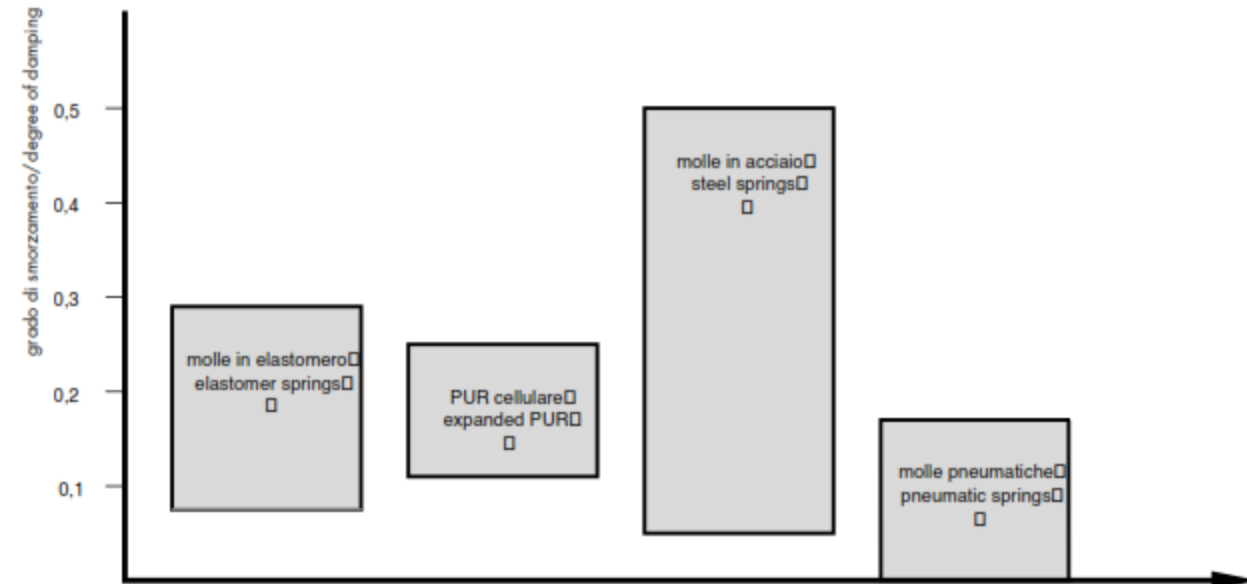 grado di smorzamento/degree of damping
0,5
0,4
0,3
0,2
0,1
molle in elastomero
elastomer springs
PUR cellulare
expanded PUR
molle in acciaio
steel springs
molle pneumatiche
pneumatic springs